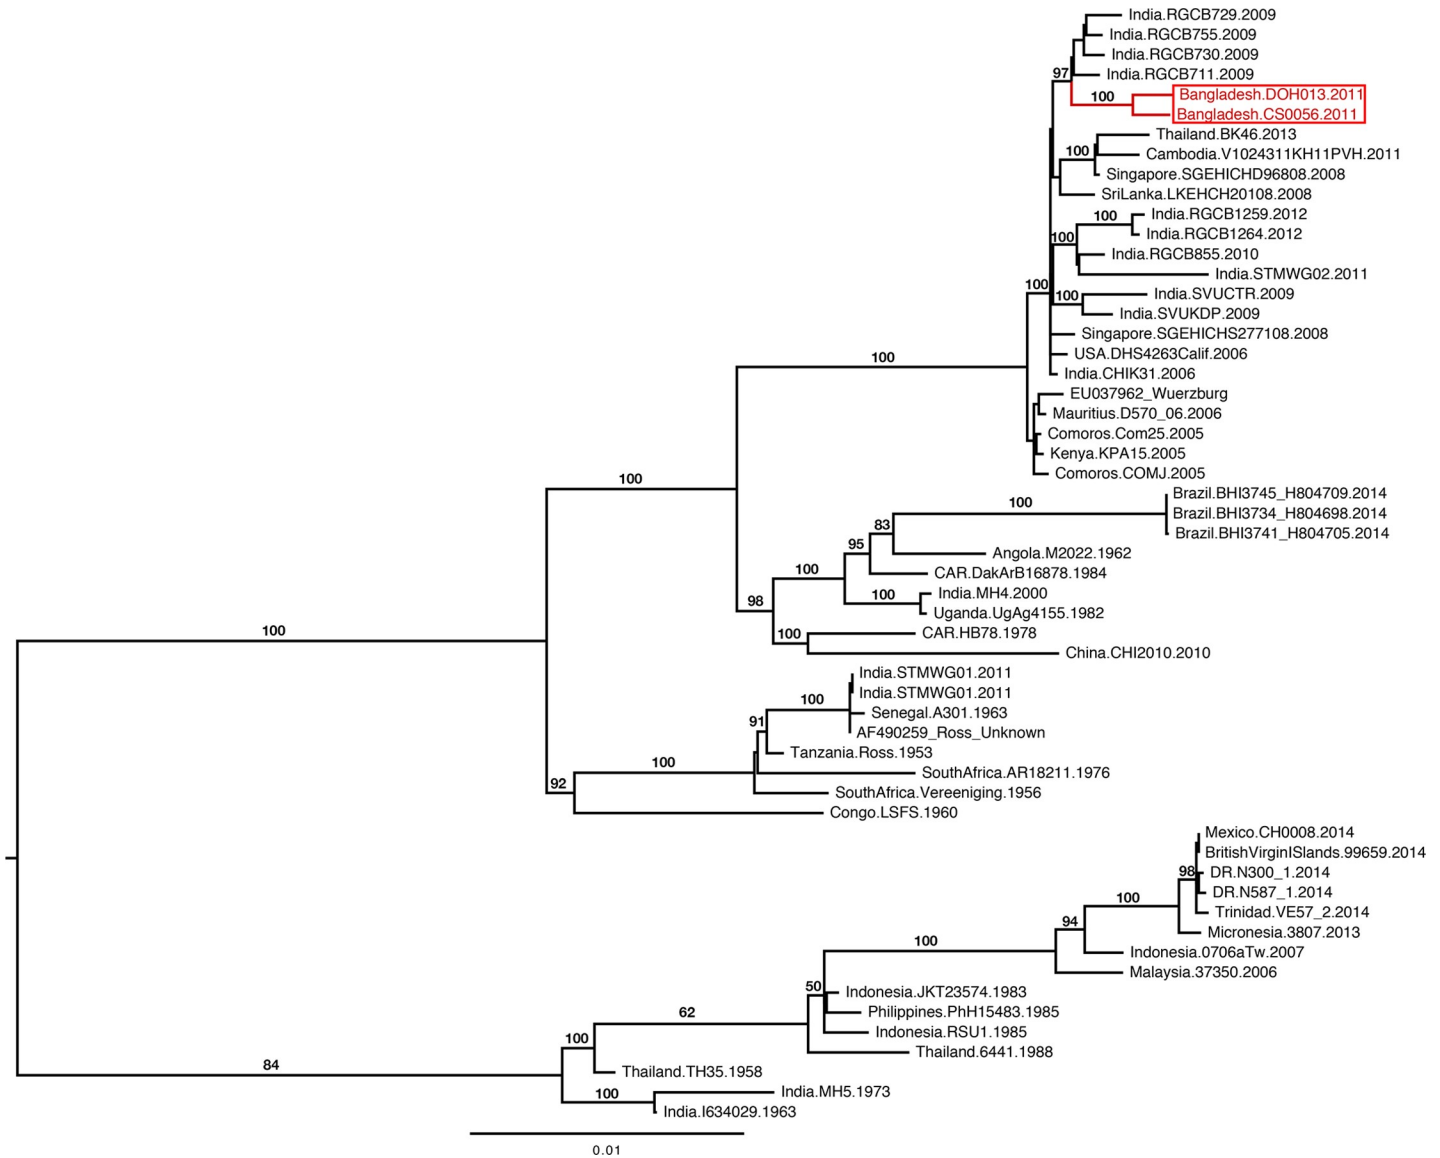 India.RGCB729.2009
India.RGCB755.2009
India.RGCB730.2009
97
India.RGCB711.2009
100
Bangladesh.DOH013.2011
Bangladesh.CS0056.2011
Thailand.BK46.2013
100
Cambodia.V1024311KH11PVH.2011
Singapore.SGEHICHD96808.2008
SriLanka.LKEHCH20108.2008
100
India.RGCB1259.2012
100
India.RGCB1264.2012
India.RGCB855.2010
India.STMWG02.2011
100
100
India.SVUCTR.2009
India.SVUKDP.2009
Singapore.SGEHICHS277108.2008
100
USA.DHS4263Calif.2006
India.CHIK31.2006
EU037962_Wuerzburg
Mauritius.D570_06.2006
Comoros.Com25.2005
Kenya.KPA15.2005
100
Comoros.COMJ.2005
Brazil.BHI3745_H804709.2014
100
Brazil.BHI3734_H804698.2014
83
Brazil.BHI3741_H804705.2014
95
Angola.M2022.1962
100
CAR.DakArB16878.1984
100
India.MH4.2000
98
Uganda.UgAg4155.1982
100
100
CAR.HB78.1978
China.CHI2010.2010
India.STMWG01.2011
India.STMWG01.2011
100
Senegal.A301.1963
91
AF490259_Ross_Unknown
Tanzania.Ross.1953
100
SouthAfrica.AR18211.1976
92
SouthAfrica.Vereeniging.1956
Congo.LSFS.1960
Mexico.CH0008.2014
BritishVirginISlands.99659.2014
98
DR.N300_1.2014
DR.N587_1.2014
100
Trinidad.VE57_2.2014
94
Micronesia.3807.2013
100
Indonesia.0706aTw.2007
Malaysia.37350.2006
50
Indonesia.JKT23574.1983
62
Philippines.PhH15483.1985
Indonesia.RSU1.1985
100
Thailand.6441.1988
84
Thailand.TH35.1958
100
India.MH5.1973
India.I634029.1963
0.01